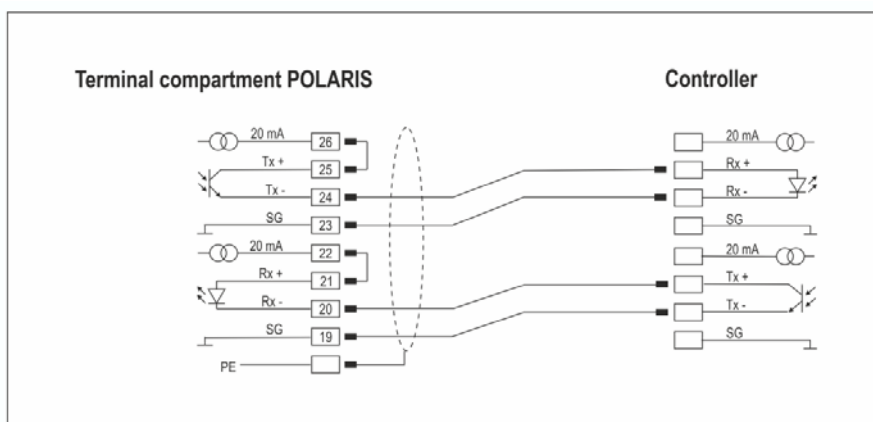 Terminal compartment POLARIS
Controller
20 mA 26
Tx + 25
Tx - 24
SG 23
20 mA 22
Rx + 21
Rx - 20
SG 19
PE
20 mA
Rx +
Rx -
SG
20 mA
Tx +
Tx -
SG